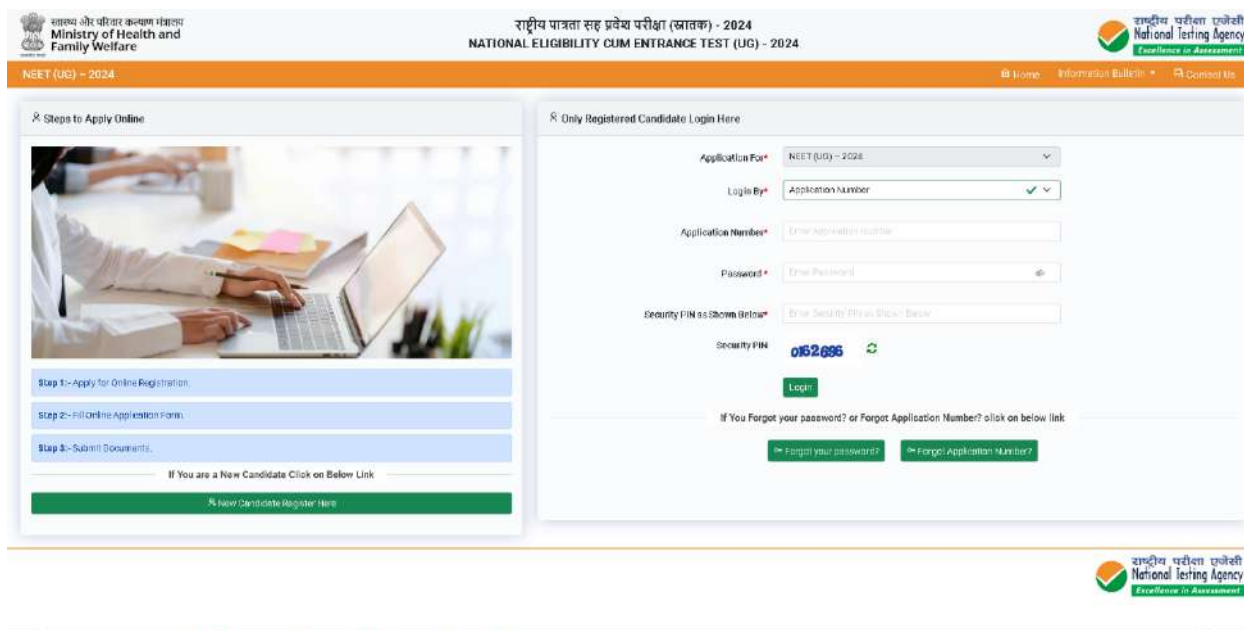 स्वास्थ्य और परिवार कल्याण मंत्रालय
Ministry of Health and
Family Welfare
राष्ट्रीय पात्रता सह प्रवेश परीक्षा (स्नातक) - 2024
NATIONAL ELIGIBILITY CUM ENTRANCE TEST (UG) - 2024
राष्ट्रीय परीक्षा एजेंसी
National Testing Agency
Excellence in Assessment
NEET (UG) – 2024
Home
Information Bulletin
Contact Us
Steps to Apply Online
Step 1:- Apply for Online Registration.
Step 2:- Fill Online Application Form.
Step 3:- Submit Documents.
If You are a New Candidate Click on Below Link
New Candidate Register Here
Only Registered Candidate Login Here
Application For* NEET (UG) – 2024
Login By* Application Number
Application Number* Enter Application Number
Password* Enter Password
Security PIN as Shown Below* Enter Security PIN as Shown Below
Security PIN 0162696
Login
If You Forgot your password? or Forgot Application Number? click on below link
Forgot your password?
Forgot Application Number?
राष्ट्रीय परीक्षा एजेंसी
National Testing Agency
Excellence in Assessment